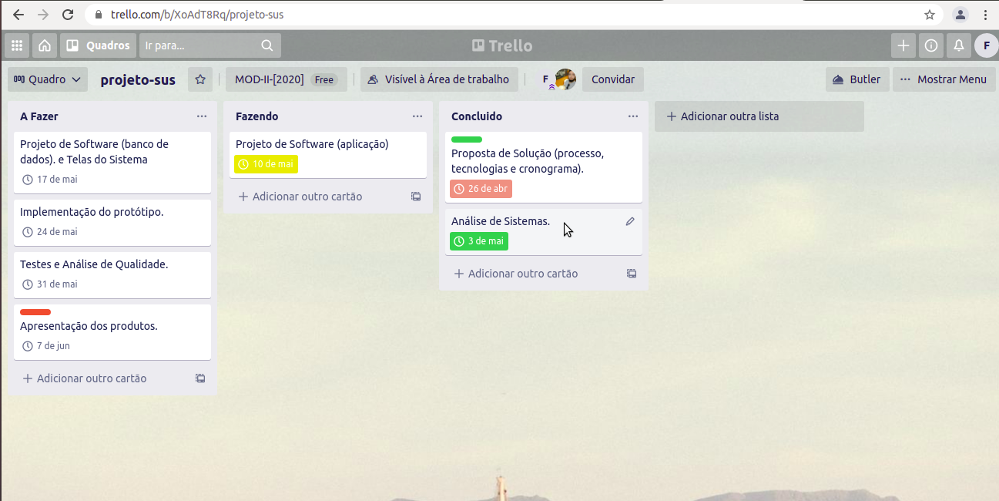 trello.com/b/XoAdT8Rq/projeto-sus
Quadros
Ir para...
Trello
F
Quadro
projeto-sus
MOD-II-[2020]
Free
Visível à Área de trabalho
F
Convidar
Butler
Mostrar Menu
A Fazer
Projeto de Software (banco de
dados). e Telas do Sistema
17 de mai
Implementação do protótipo.
24 de mai
Testes e Análise de Qualidade.
31 de mai
Apresentação dos produtos.
7 de jun
Adicionar outro cartão
Fazendo
Projeto de Software (aplicação)
10 de mai
Adicionar outro cartão
Concluido
Proposta de Solução (processo,
tecnologias e cronograma).
26 de abr
Análise de Sistemas.
3 de mai
Adicionar outro cartão
Adicionar outra lista